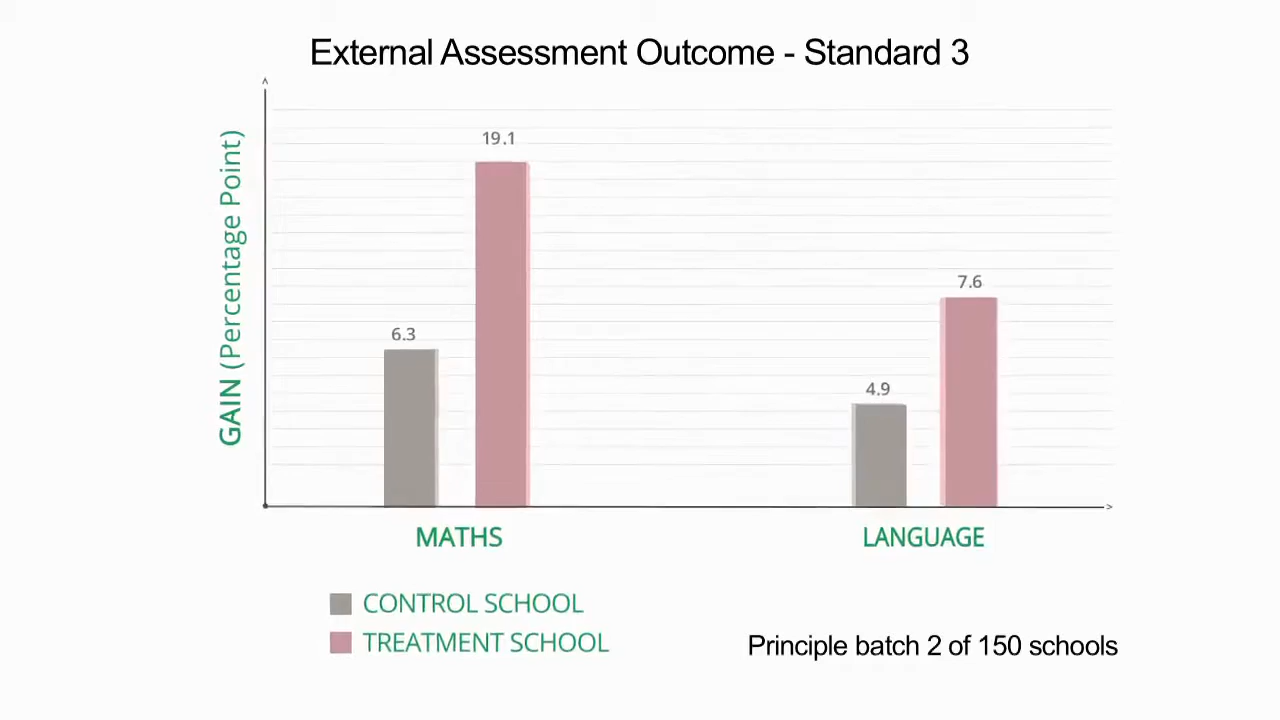 External Assessment Outcome - Standard 3
GAIN (Percentage Point)
19.1
6.3
7.6
4.9
MATHS
LANGUAGE
CONTROL SCHOOL
TREATMENT SCHOOL
Principle batch 2 of 150 schools